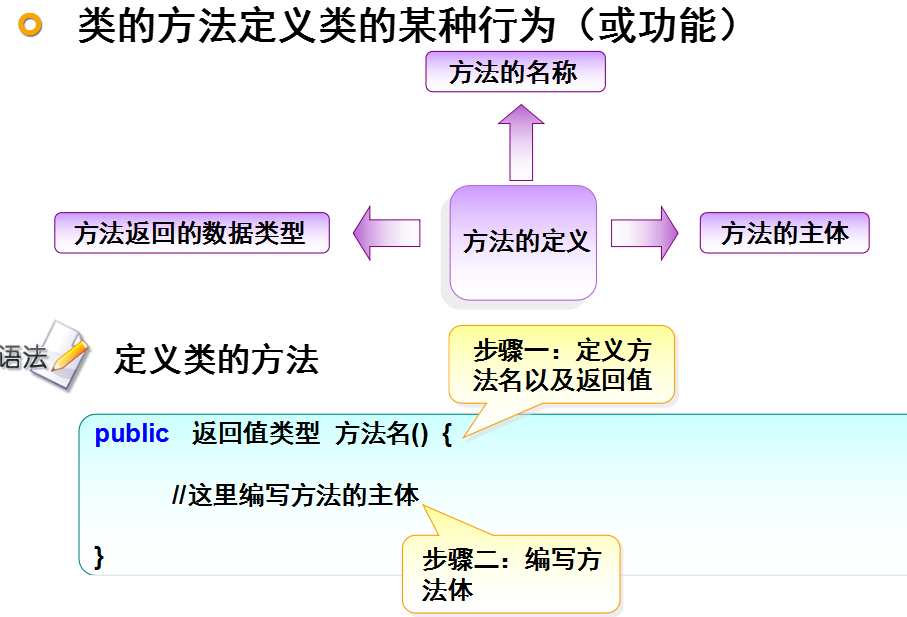 类的方法定义类的某种行为（或功能）
方法的名称
方法返回的数据类型
方法的定义
方法的主体
语法
定义类的方法
步骤一：定义方
法名以及返回值
public 返回值类型 方法名() {
//这里编写方法的主体
}
步骤二：编写方
法体